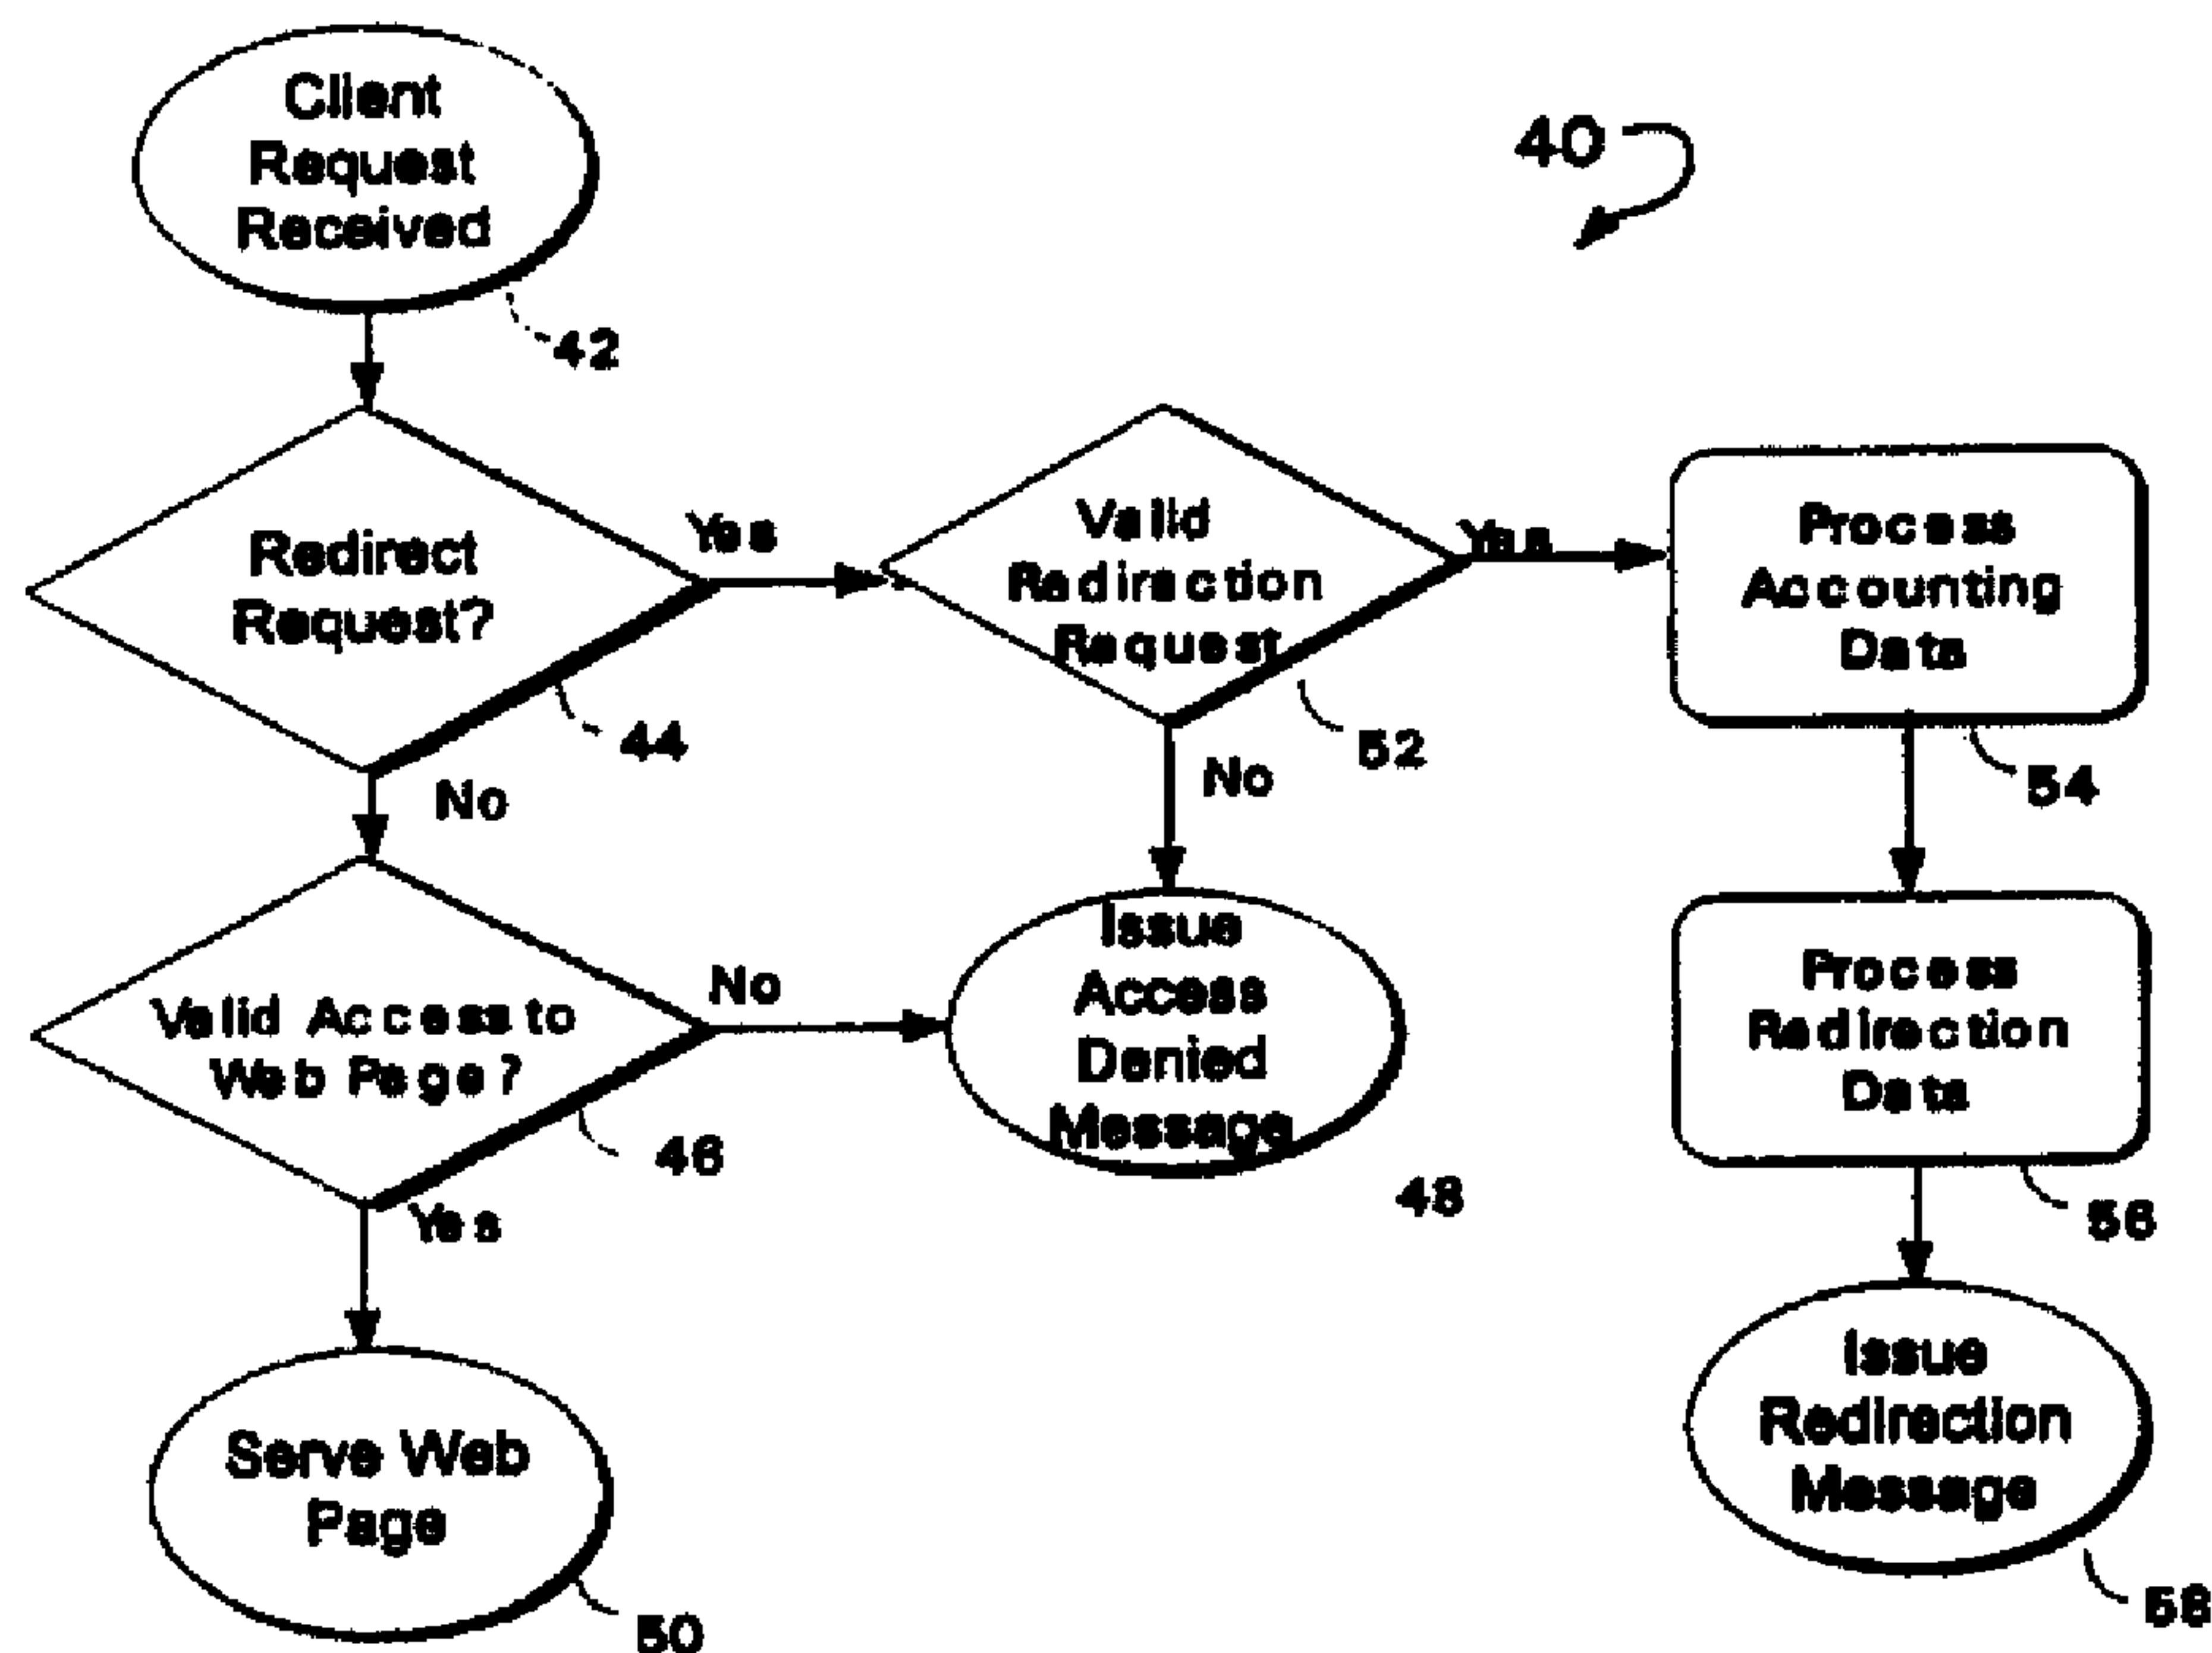 Client
Request
Received
42
40
Redirect
Request?
44
Yes
No
Valid
Redirection
Request
52
Yes
No
Process
Accounting
Data
54
Valid Access to
Web Page?
46
No
Yes
Issue
Access
Denied
Message
48
Process
Redirection
Data
56
Serve Web
Page
50
Issue
Redirection
Message
58